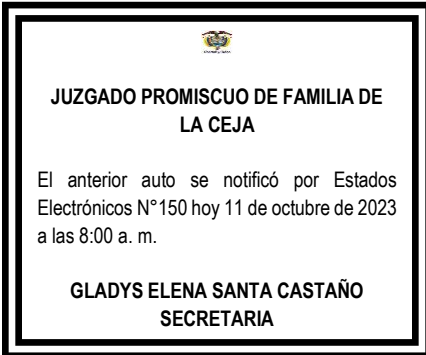 JUZGADO PROMISCUO DE FAMILIA DE
LA CEJA
El anterior auto se notificó por Estados
Electrónicos N°150 hoy 11 de octubre de 2023
a las 8:00 a. m.
GLADYS ELENA SANTA CASTAÑO
SECRETARIA